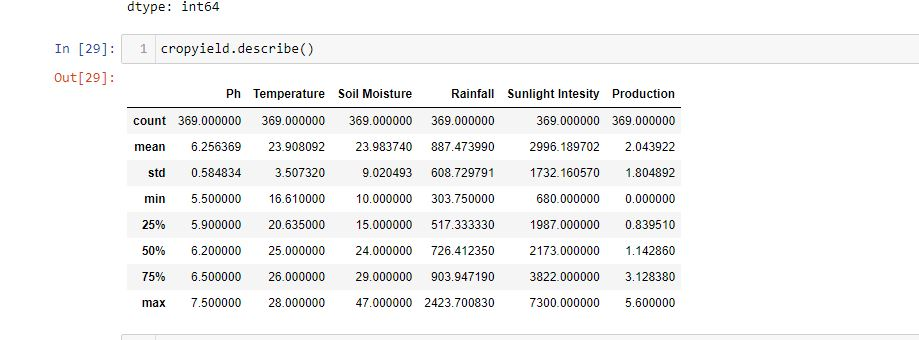 dtype: int64
In [29]: 1 cropyield.describe()
Out[29]:
Ph Temperature Soil Moisture Rainfall Sunlight Intesity Production
count 369.000000 369.000000 369.000000 369.000000 369.000000 369.000000
mean 6.256369 23.908092 23.983740 887.473990 2996.189702 2.043922
std 0.584834 3.507320 9.020493 608.729791 1732.160570 1.804892
min 5.500000 16.610000 10.000000 303.750000 680.000000 0.000000
25% 5.900000 20.635000 15.000000 517.333330 1987.000000 0.839510
50% 6.200000 25.000000 24.000000 726.412350 2173.000000 1.142860
75% 6.500000 26.000000 29.000000 903.947190 3822.000000 3.128380
max 7.500000 28.000000 47.000000 2423.700830 7300.000000 5.600000